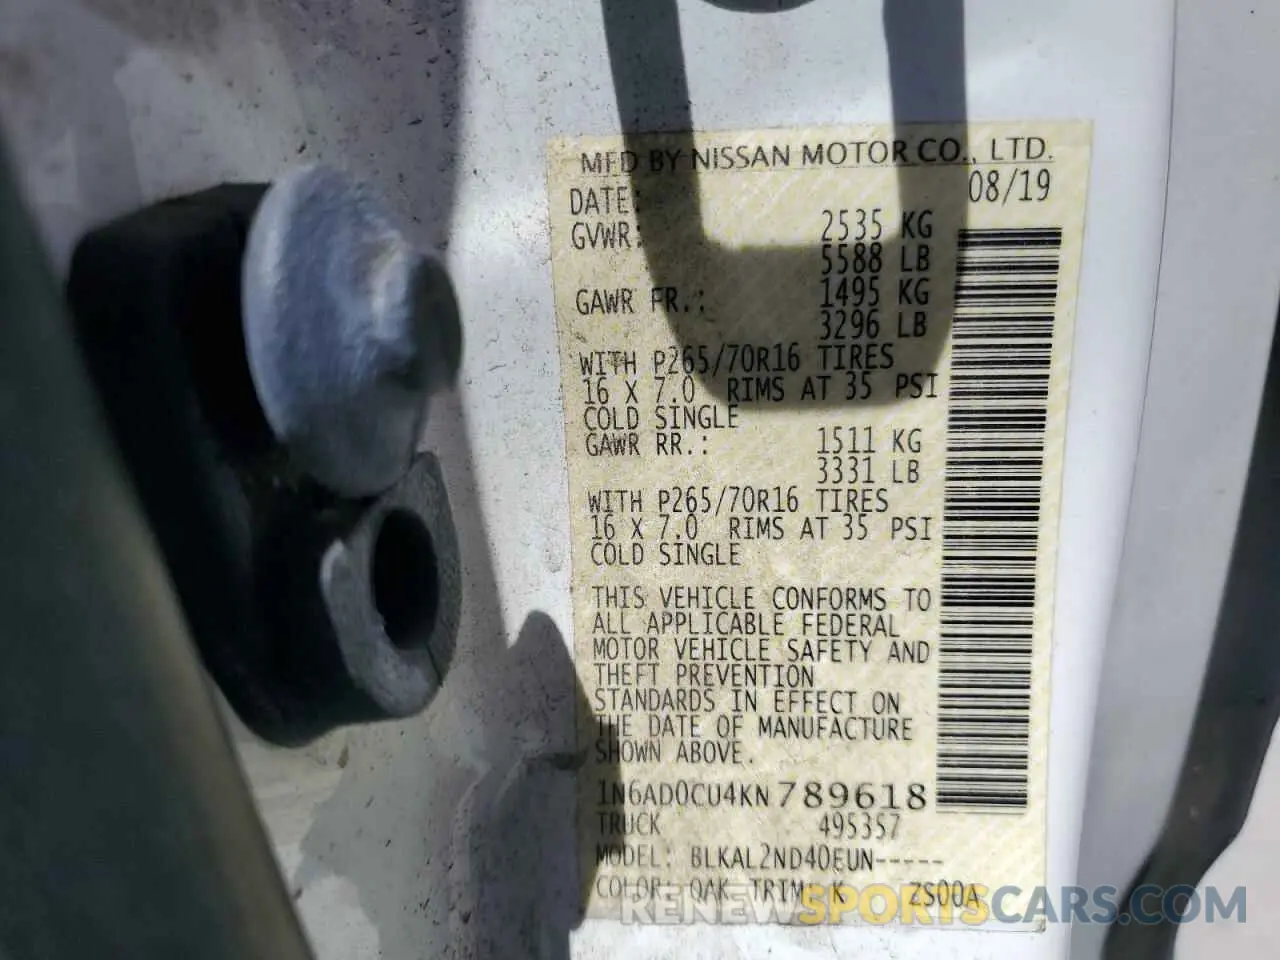 MFD BY NISSAN MOTOR CO., LTD.
DATE: 08/19
GVWR: 2535 KG
5588 LB
GAWR FR.: 1495 KG
3296 LB
WITH P265/70R16 TIRES
16 X 7.0 RIMS AT 35 PSI
COLD SINGLE
GAWR RR.: 1511 KG
3331 LB
WITH P265/70R16 TIRES
16 X 7.0 RIMS AT 35 PSI
COLD SINGLE
THIS VEHICLE CONFORMS TO
ALL APPLICABLE FEDERAL
MOTOR VEHICLE SAFETY AND
THEFT PREVENTION
STANDARDS IN EFFECT ON
THE DATE OF MANUFACTURE
SHOWN ABOVE.
1N6AD0CU4KN789618
TRUCK 495357
MODEL: BLKAL2ND40EUN-----
COLOR: QAK TRIM: K ZS00A
RENEWSPORTSCARS.COM